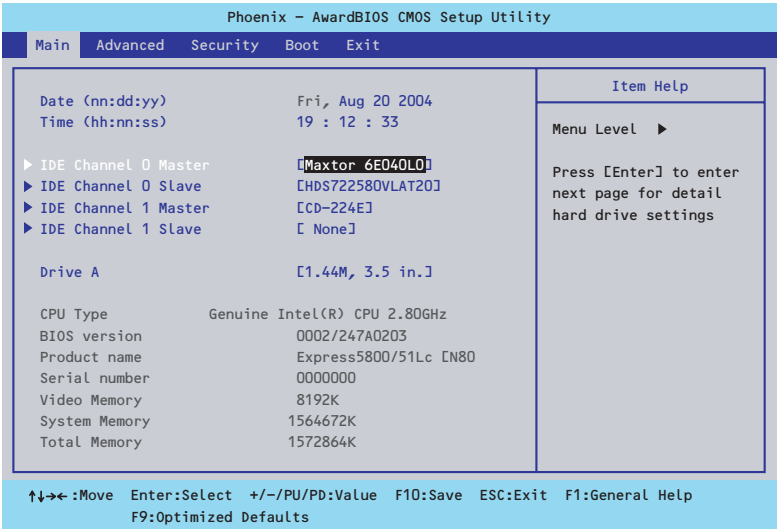 Phoenix – AwardBIOS CMOS Setup Utility
Main Advanced Security Boot Exit
Item Help
Date (nn:dd:yy) Fri, Aug 20 2004
Time (hh:nn:ss) 19 : 12 : 33
Menu Level ▶
▶ IDE Channel 0 Master [Maxtor 6E040L0]
▶ IDE Channel 0 Slave [HDS722580VLAT20]
▶ IDE Channel 1 Master [CD-224E]
▶ IDE Channel 1 Slave [ None]
Press [Enter] to enter
next page for detail
hard drive settings
Drive A [1.44M, 3.5 in.]
CPU Type Genuine Intel(R) CPU 2.80GHz
BIOS version 0002/247A0203
Product name Express5800/51Lc [N80
Serial number 0000000
Video Memory 8192K
System Memory 1564672K
Total Memory 1572864K
↑↓→←:Move Enter:Select +/-/PU/PD:Value F10:Save ESC:Exit F1:General Help
F9:Optimized Defaults